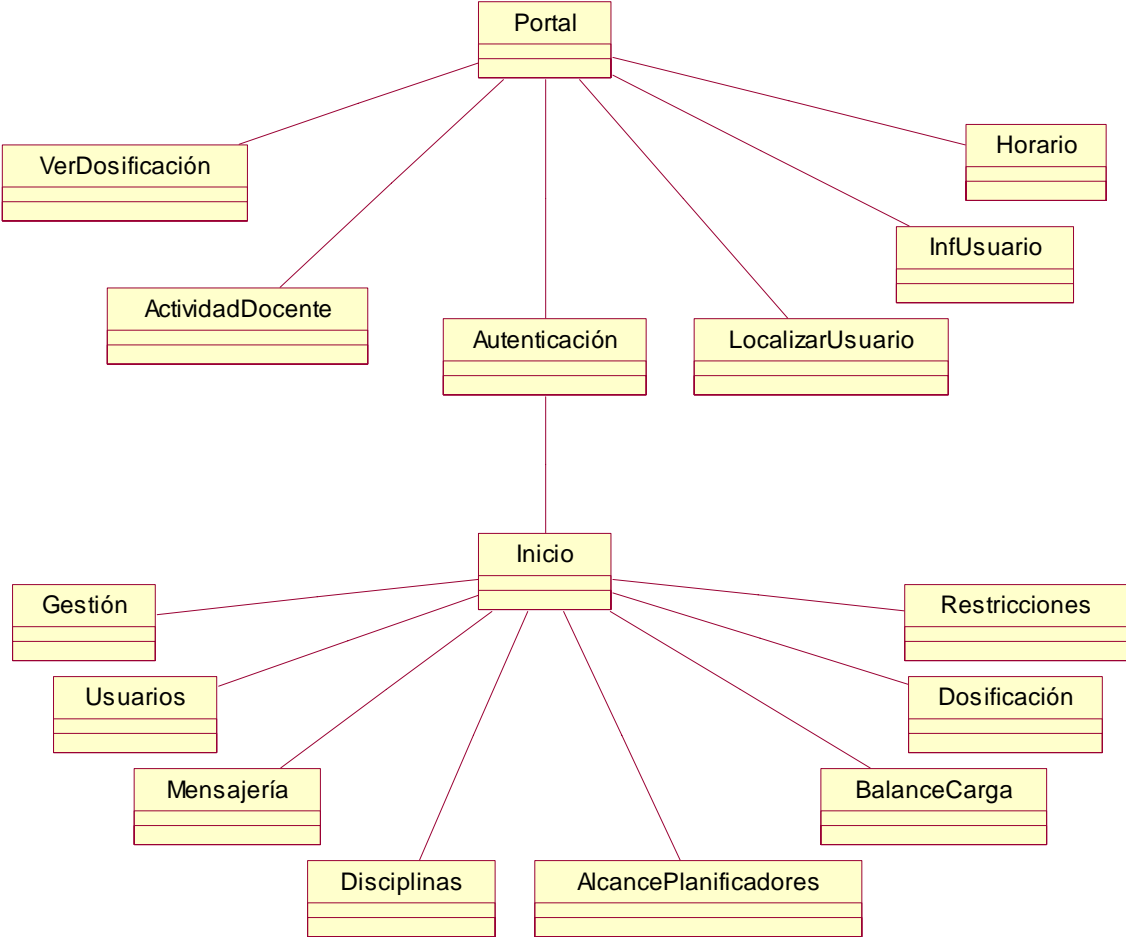 Portal
Horario
VerDosificación
InfUsuario
ActividadDocente
Autenticación
LocalizarUsuario
Inicio
Gestión
Restricciones
Usuarios
Dosificación
Mensajería
BalanceCarga
Disciplinas
AlcancePlanificadores